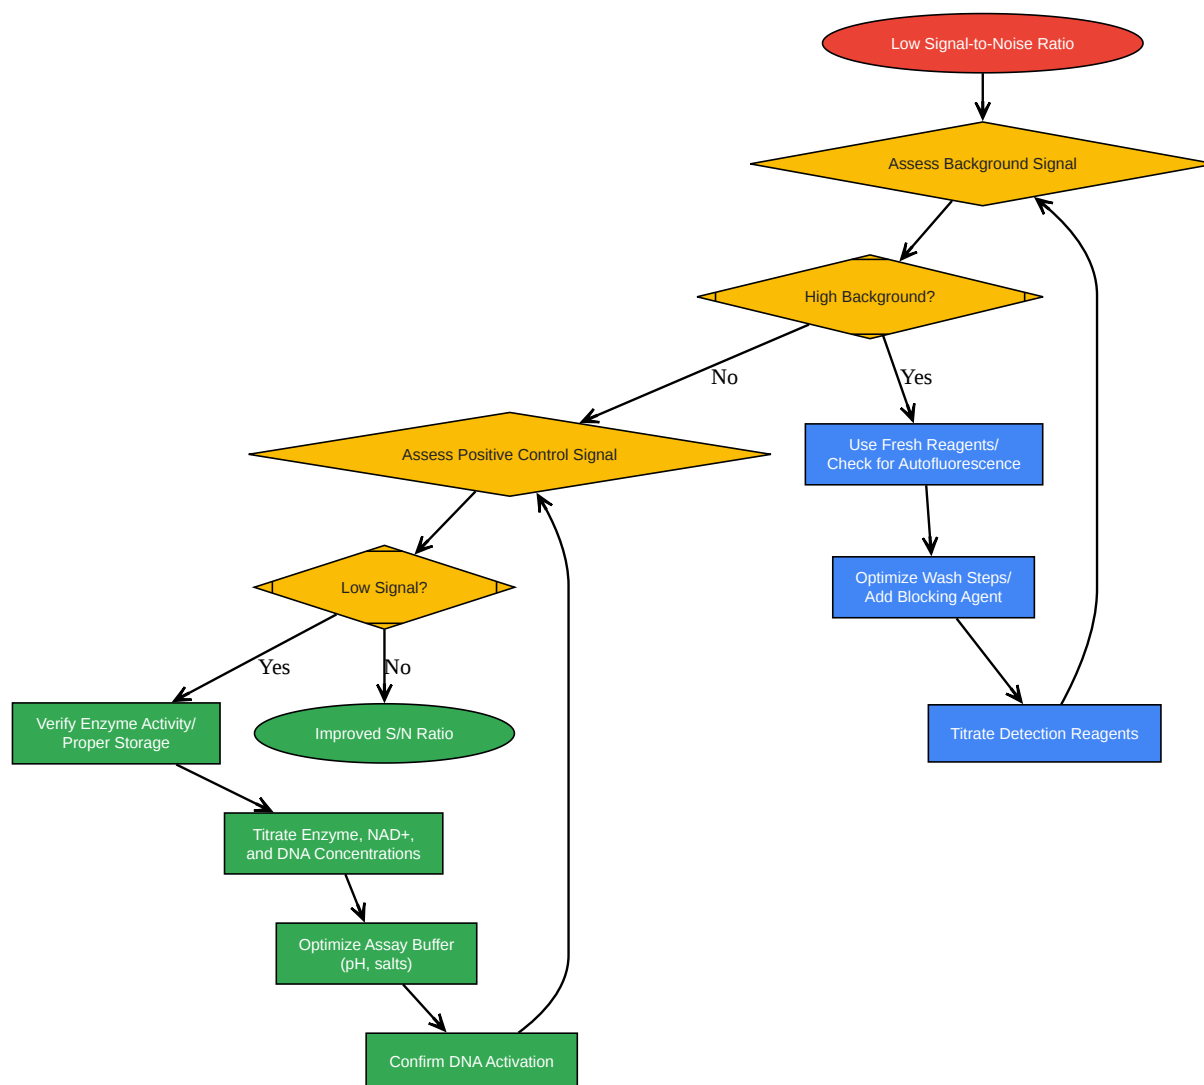 Low Signal-to-Noise Ratio
Assess Background Signal
High Background?
No
Yes
Assess Positive Control Signal
Use Fresh Reagents/
Check for Autofluorescence
Low Signal?
Optimize Wash Steps/
Add Blocking Agent
Yes
No
Verify Enzyme Activity/
Proper Storage
Improved S/N Ratio
Titrate Detection Reagents
Titrate Enzyme, NAD+,
and DNA Concentrations
Optimize Assay Buffer
(pH, salts)
Confirm DNA Activation